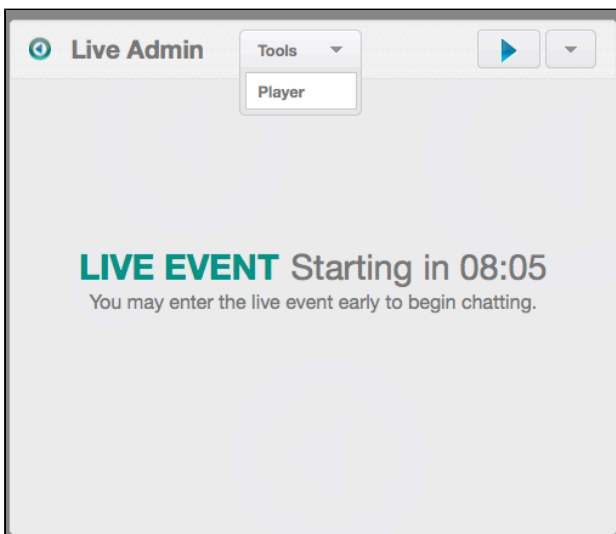 Live Admin
Tools
Player
LIVE EVENT Starting in 08:05
You may enter the live event early to begin chatting.